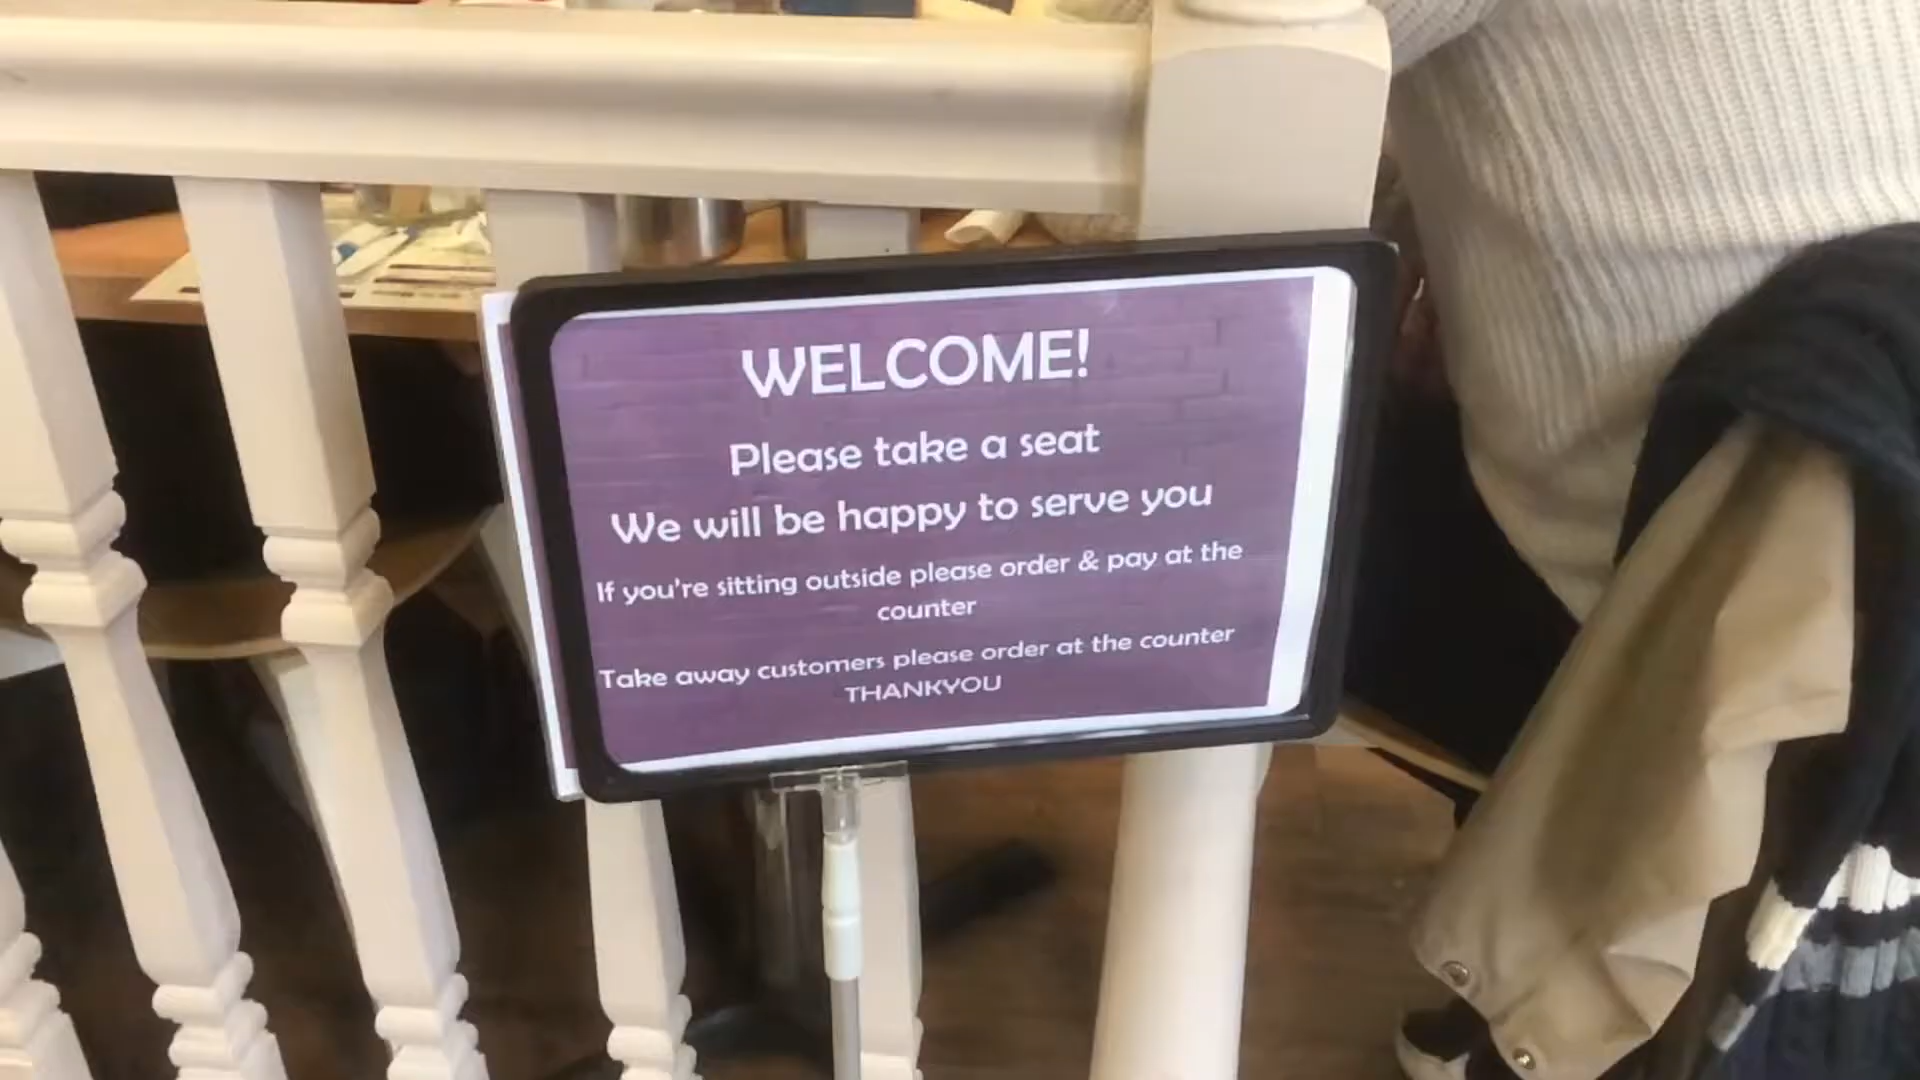 WELCOME!
Please take a seat
We will be happy to serve you
If you're sitting outside please order & pay at the
counter
Take away customers please order at the counter
THANKYOU